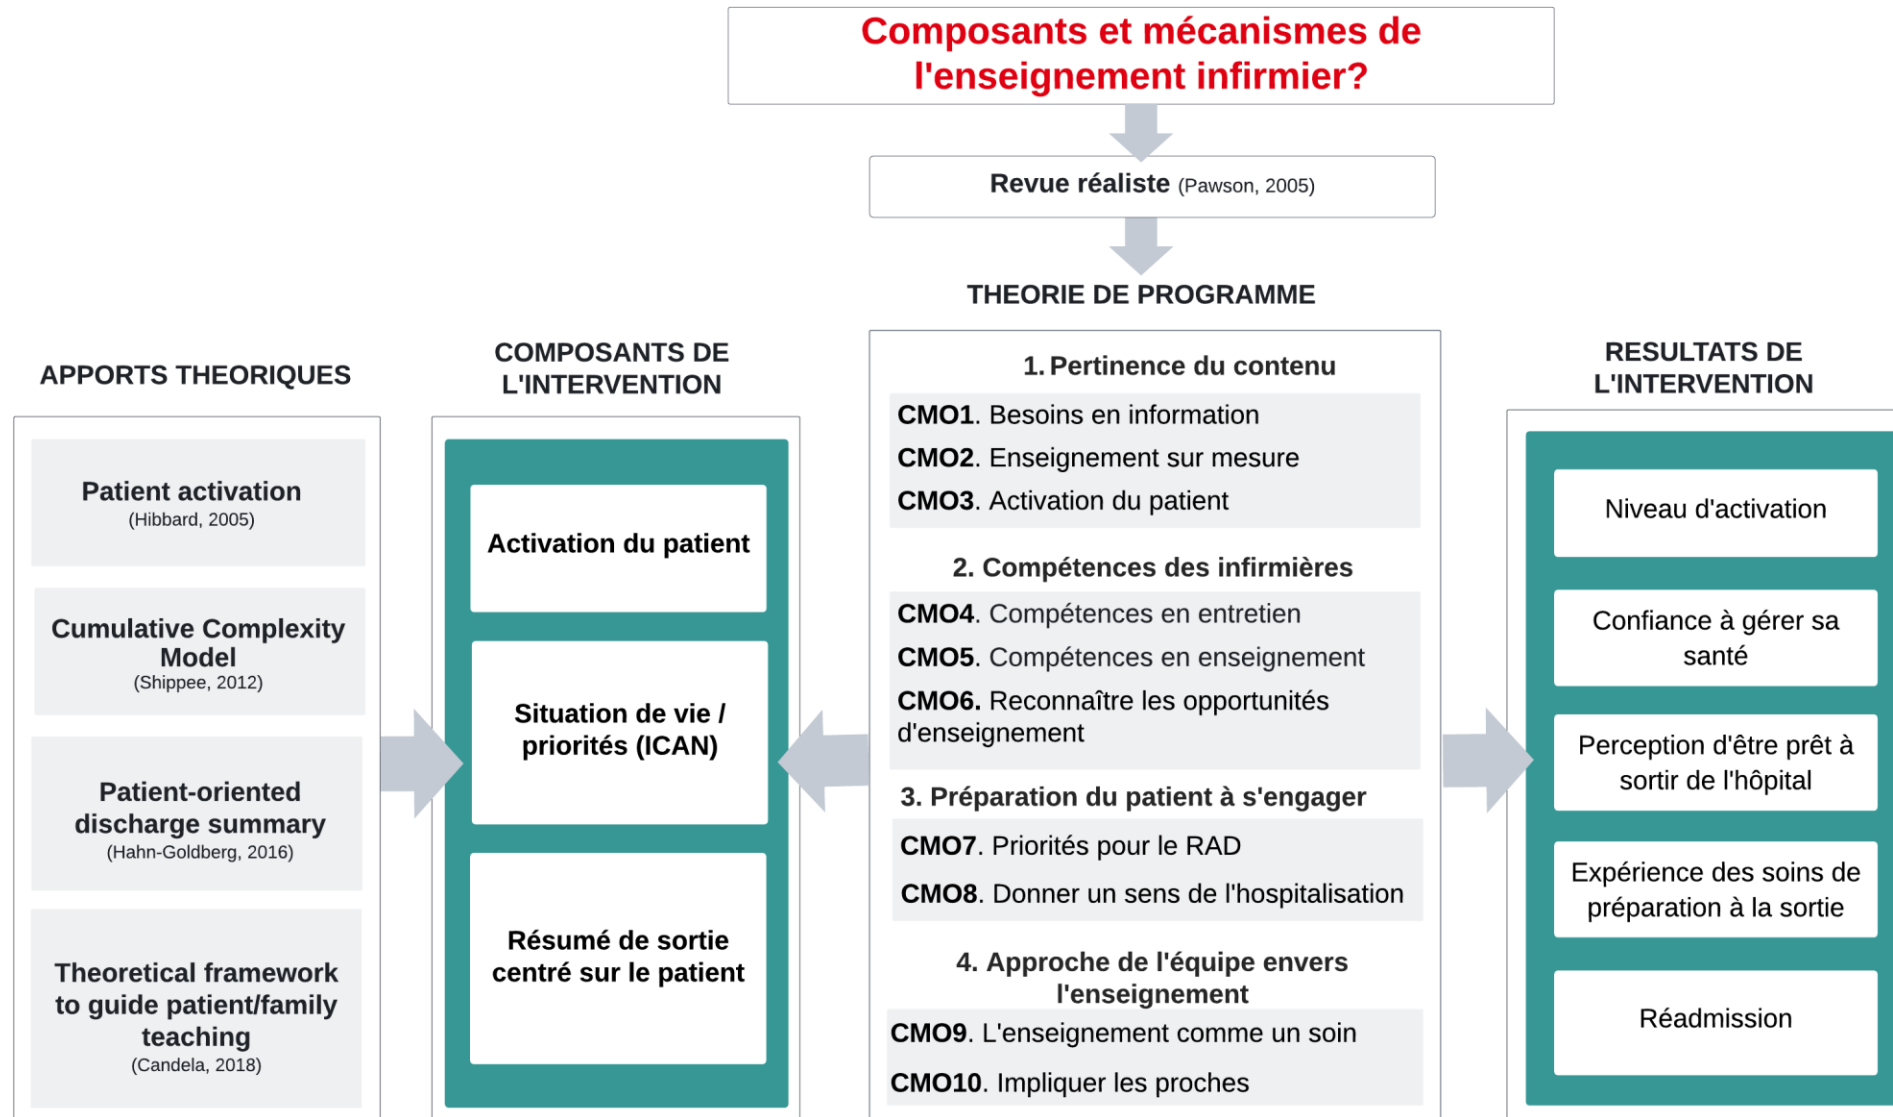 Composants et mécanismes de
l'enseignement infirmier?
Revue réaliste (Pawson, 2005)
THEORIE DE PROGRAMME
APPORTS THEORIQUES
Patient activation
(Hibbard, 2005)
Cumulative Complexity
Model
(Shippee, 2012)
Patient-oriented
discharge summary
(Hahn-Goldberg, 2016)
Theoretical framework
to guide patient/family
teaching
(Candela, 2018)
COMPOSANTS DE
L'INTERVENTION
Activation du patient
Situation de vie /
priorités (ICAN)
Résumé de sortie
centré sur le patient
1. Pertinence du contenu
CMO1. Besoins en information
CMO2. Enseignement sur mesure
CMO3. Activation du patient
2. Compétences des infirmières
CMO4. Compétences en entretien
CMO5. Compétences en enseignement
CMO6. Reconnaître les opportunités
d'enseignement
3. Préparation du patient à s'engager
CMO7. Priorités pour le RAD
CMO8. Donner un sens de l'hospitalisation
4. Approche de l'équipe envers
l'enseignement
CMO9. L'enseignement comme un soin
CMO10. Impliquer les proches
RESULTATS DE
L'INTERVENTION
Niveau d'activation
Confiance à gérer sa
santé
Perception d'être prêt à
sortir de l'hôpital
Expérience des soins de
préparation à la sortie
Réadmission